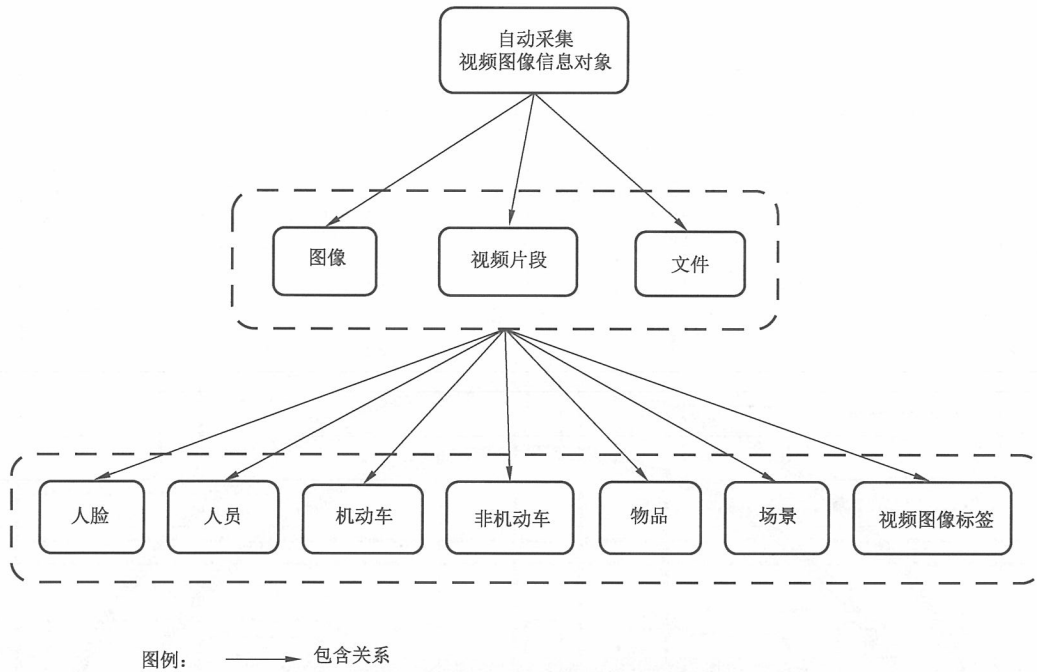 自动采集
视频图像信息对象
图像
视频片段
文件
人脸
人员
机动车
非机动车
物品
场景
视频图像标签
图例：
包含关系